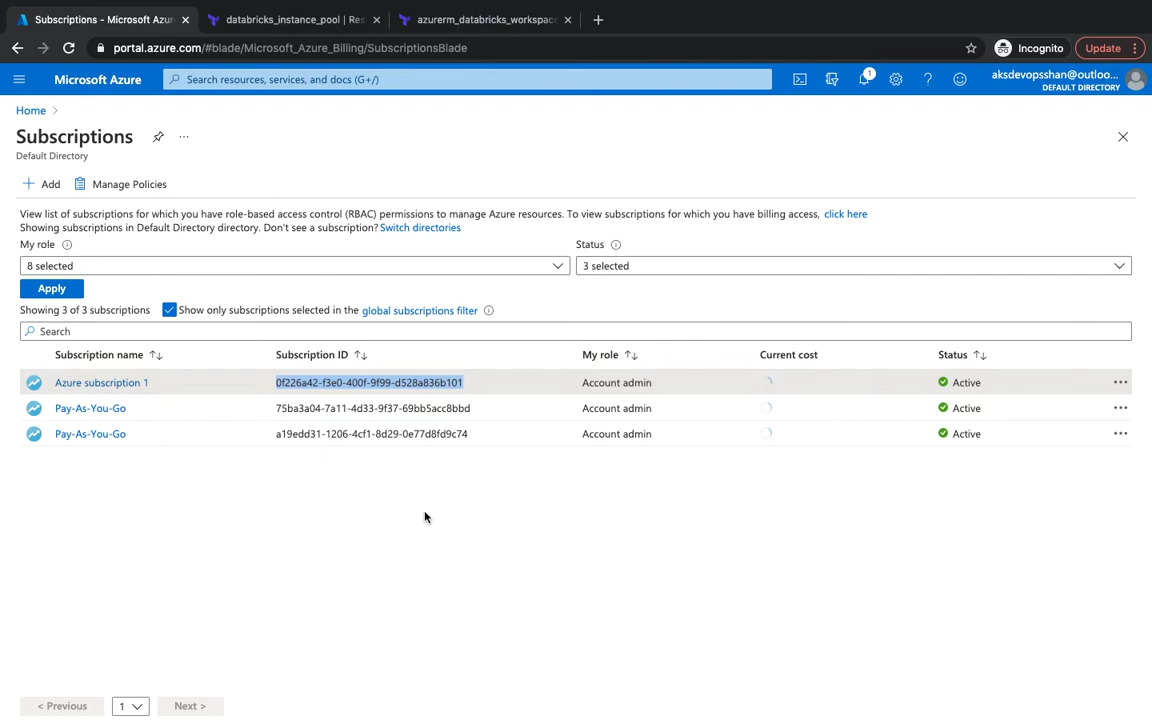 Subscriptions - Microsoft Azur
databricks_instance_pool | Res
azurerm_databricks_workspace
portal.azure.com/#blade/Microsoft_Azure_Billing/SubscriptionsBlade
Incognito
Update
Microsoft Azure
Search resources, services, and docs (G+/)
1
aksdevopsshan@outloo...
DEFAULT DIRECTORY
Home >
Subscriptions
...
Default Directory
Add
Manage Policies
View list of subscriptions for which you have role-based access control (RBAC) permissions to manage Azure resources. To view subscriptions for which you have billing access, click here
Showing subscriptions in Default Directory directory. Don't see a subscription? Switch directories
My role
Status
8 selected
3 selected
Apply
Showing 3 of 3 subscriptions
Show only subscriptions selected in the global subscriptions filter
Search
Subscription name ↑↓ Subscription ID ↑↓ My role ↑↓ Current cost Status ↑↓
Azure subscription 1 0f226a42-f3e0-400f-9f99-d528a836b101 Account admin Active ...
Pay-As-You-Go 75ba3a04-7a11-4d33-9f37-69bb5acc8bbd Account admin Active ...
Pay-As-You-Go a19edd31-1206-4cf1-8d29-0e77d8fd9c74 Account admin Active ...
< Previous 1 Next >